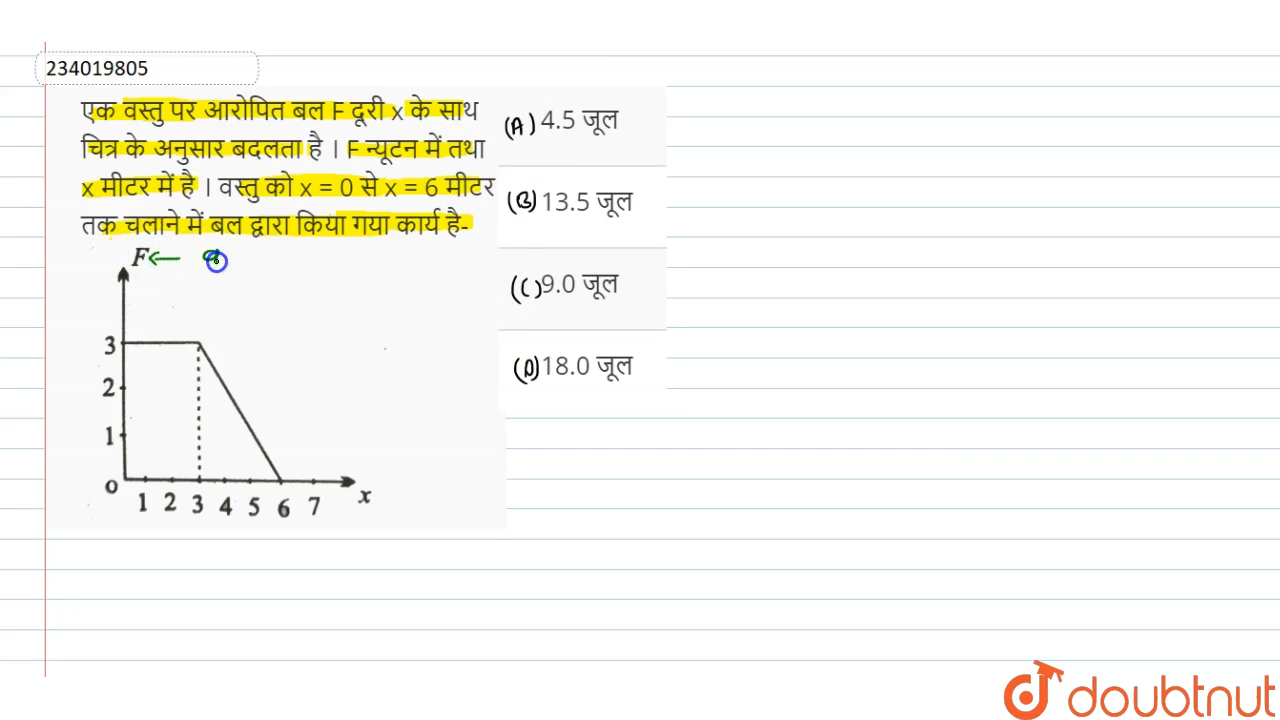 234019805
एक वस्तु पर आरोपित बल F दूरी x के साथ
चित्र के अनुसार बदलता है । F न्यूटन में तथा
x मीटर में है । वस्तु को x = 0 से x = 6 मीटर
तक चलाने में बल द्वारा किया गया कार्य है-
(A) 4.5 जूल
(B) 13.5 जूल
(C) 9.0 जूल
(D) 18.0 जूल
F←
3
2
1
O
1 2 3 4 5 6 7 x
doubtnut